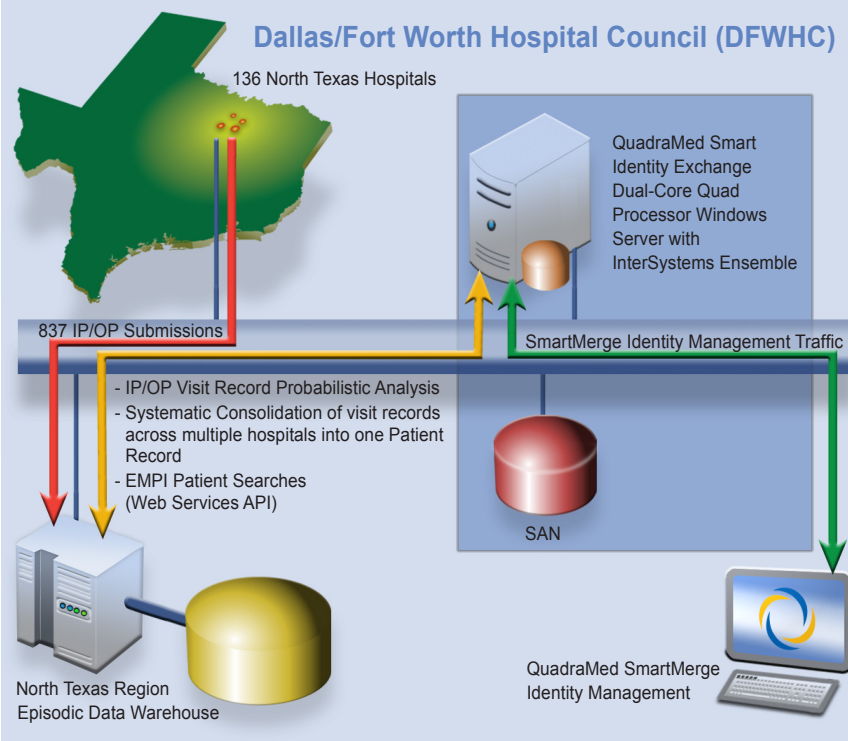 Dallas/Fort Worth Hospital Council (DFWHC)
136 North Texas Hospitals
QuadraMed Smart
Identity Exchange
Dual-Core Quad
Processor Windows
Server with
InterSystems Ensemble
837 IP/OP Submissions
SmartMerge Identity Management Traffic
- IP/OP Visit Record Probabilistic Analysis
- Systematic Consolidation of visit records
across multiple hospitals into one Patient
Record
- EMPI Patient Searches
(Web Services API)
SAN
North Texas Region
Episodic Data Warehouse
QuadraMed SmartMerge
Identity Management